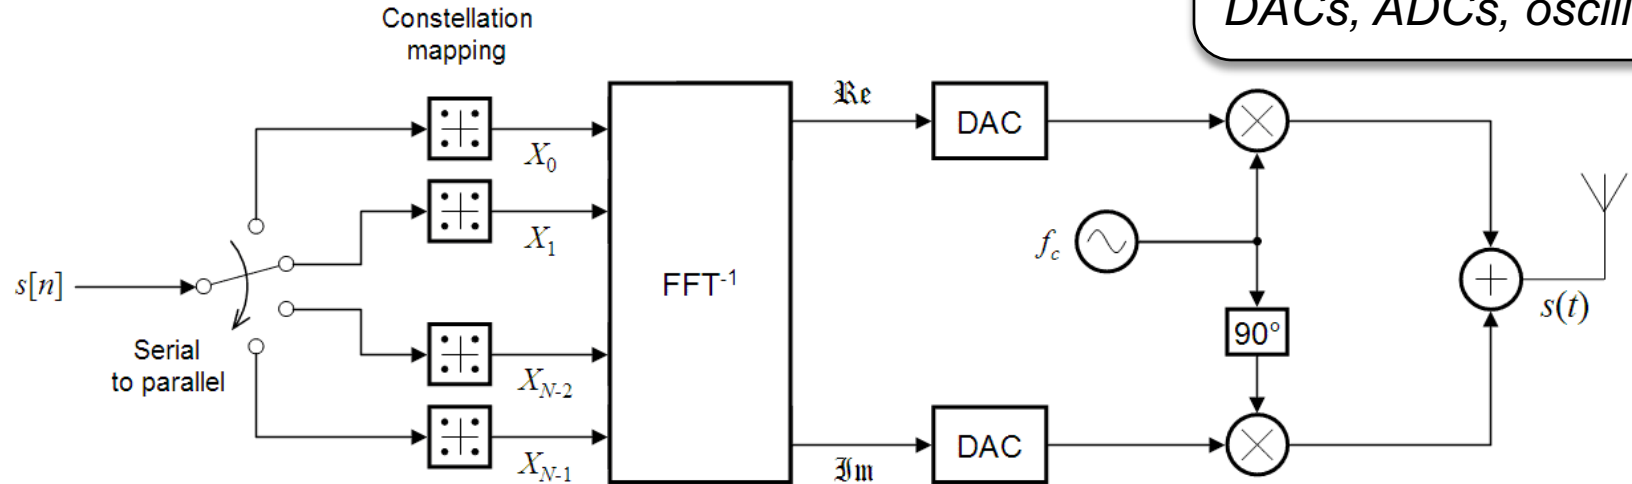 DACs, ADCs, oscill
Constellation
mapping
X0
X1
XN-2
XN-1
s[n]
Serial
to parallel
FFT-1
ℜe
ℑm
DAC
DAC
fc
90°
s(t)